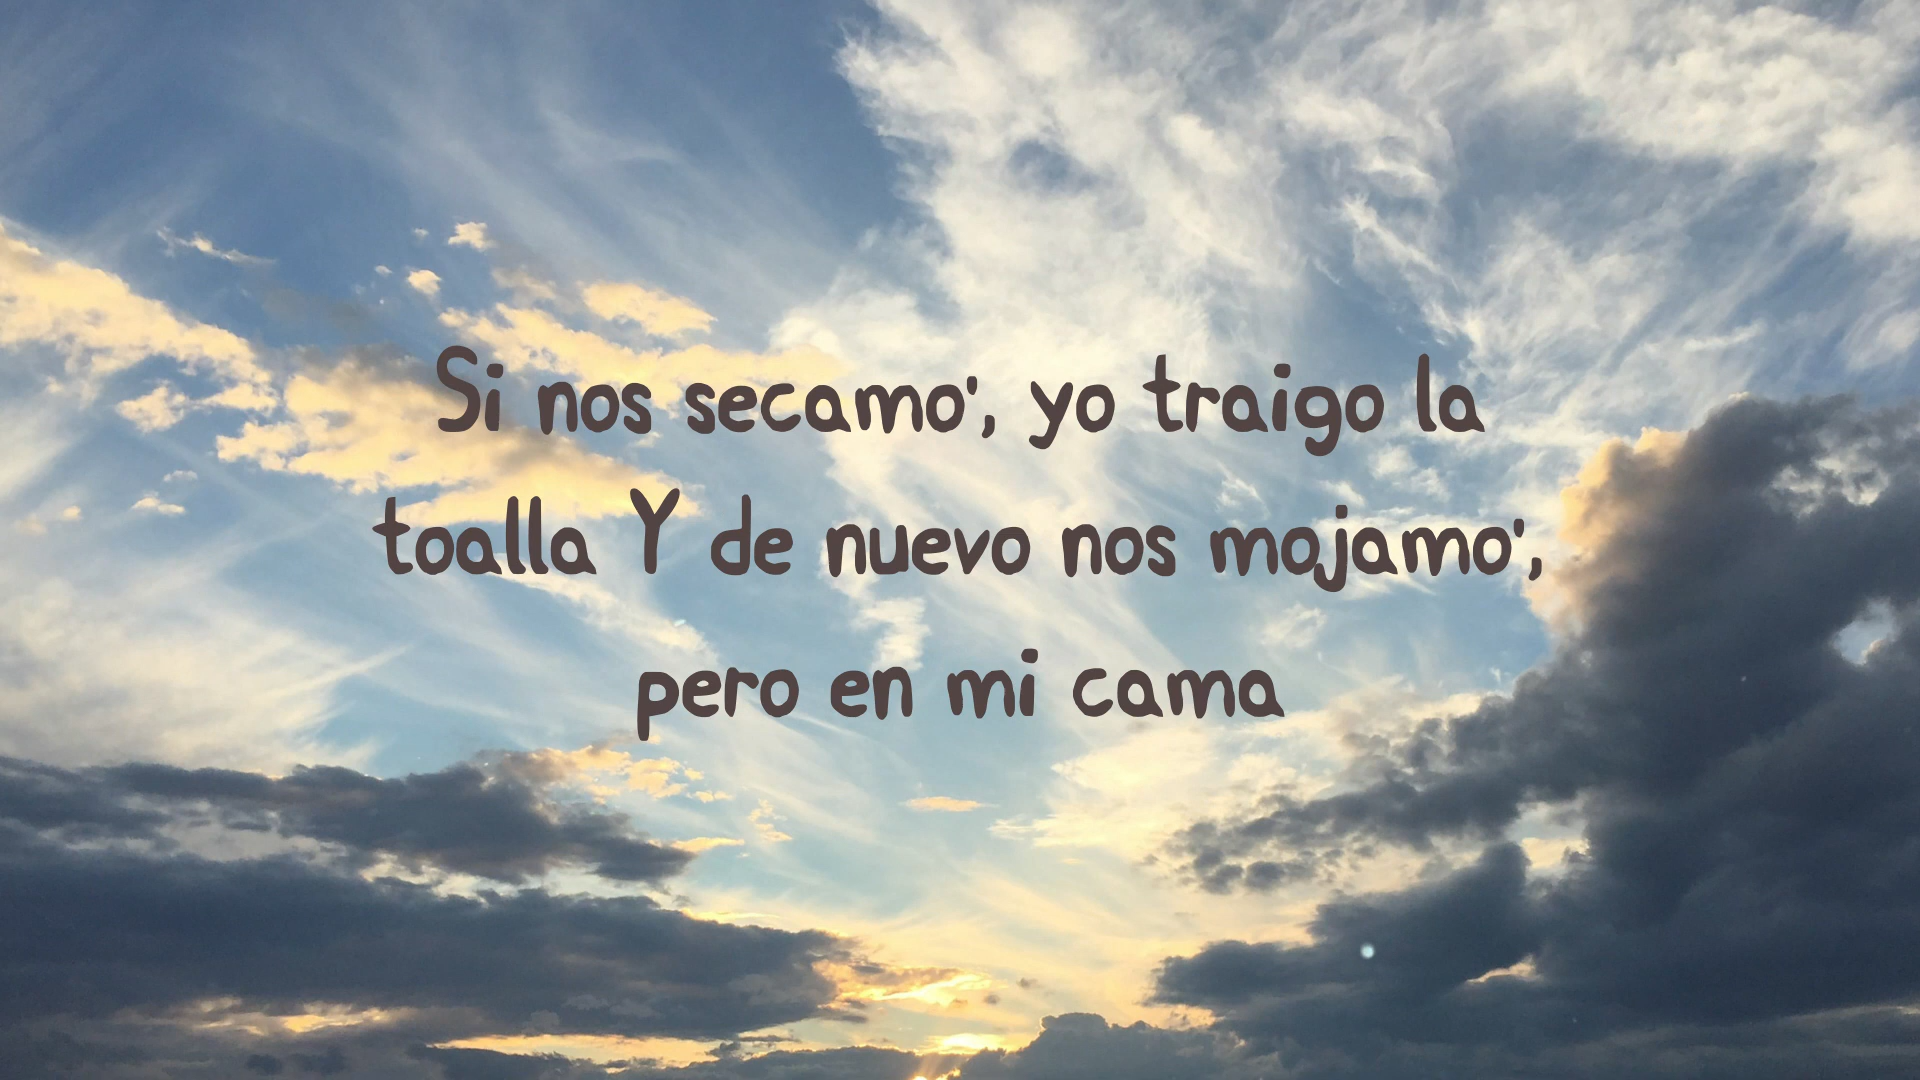 Si nos secamo', yo traigo la
toalla Y de nuevo nos mojamo',
pero en mi cama